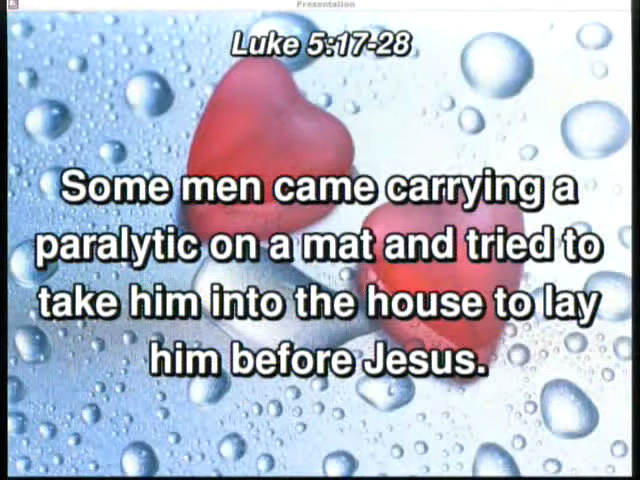 Presentation
Luke 5:17-28
Some men came carrying a
paralytic on a mat and tried to
take him into the house to lay
him before Jesus.